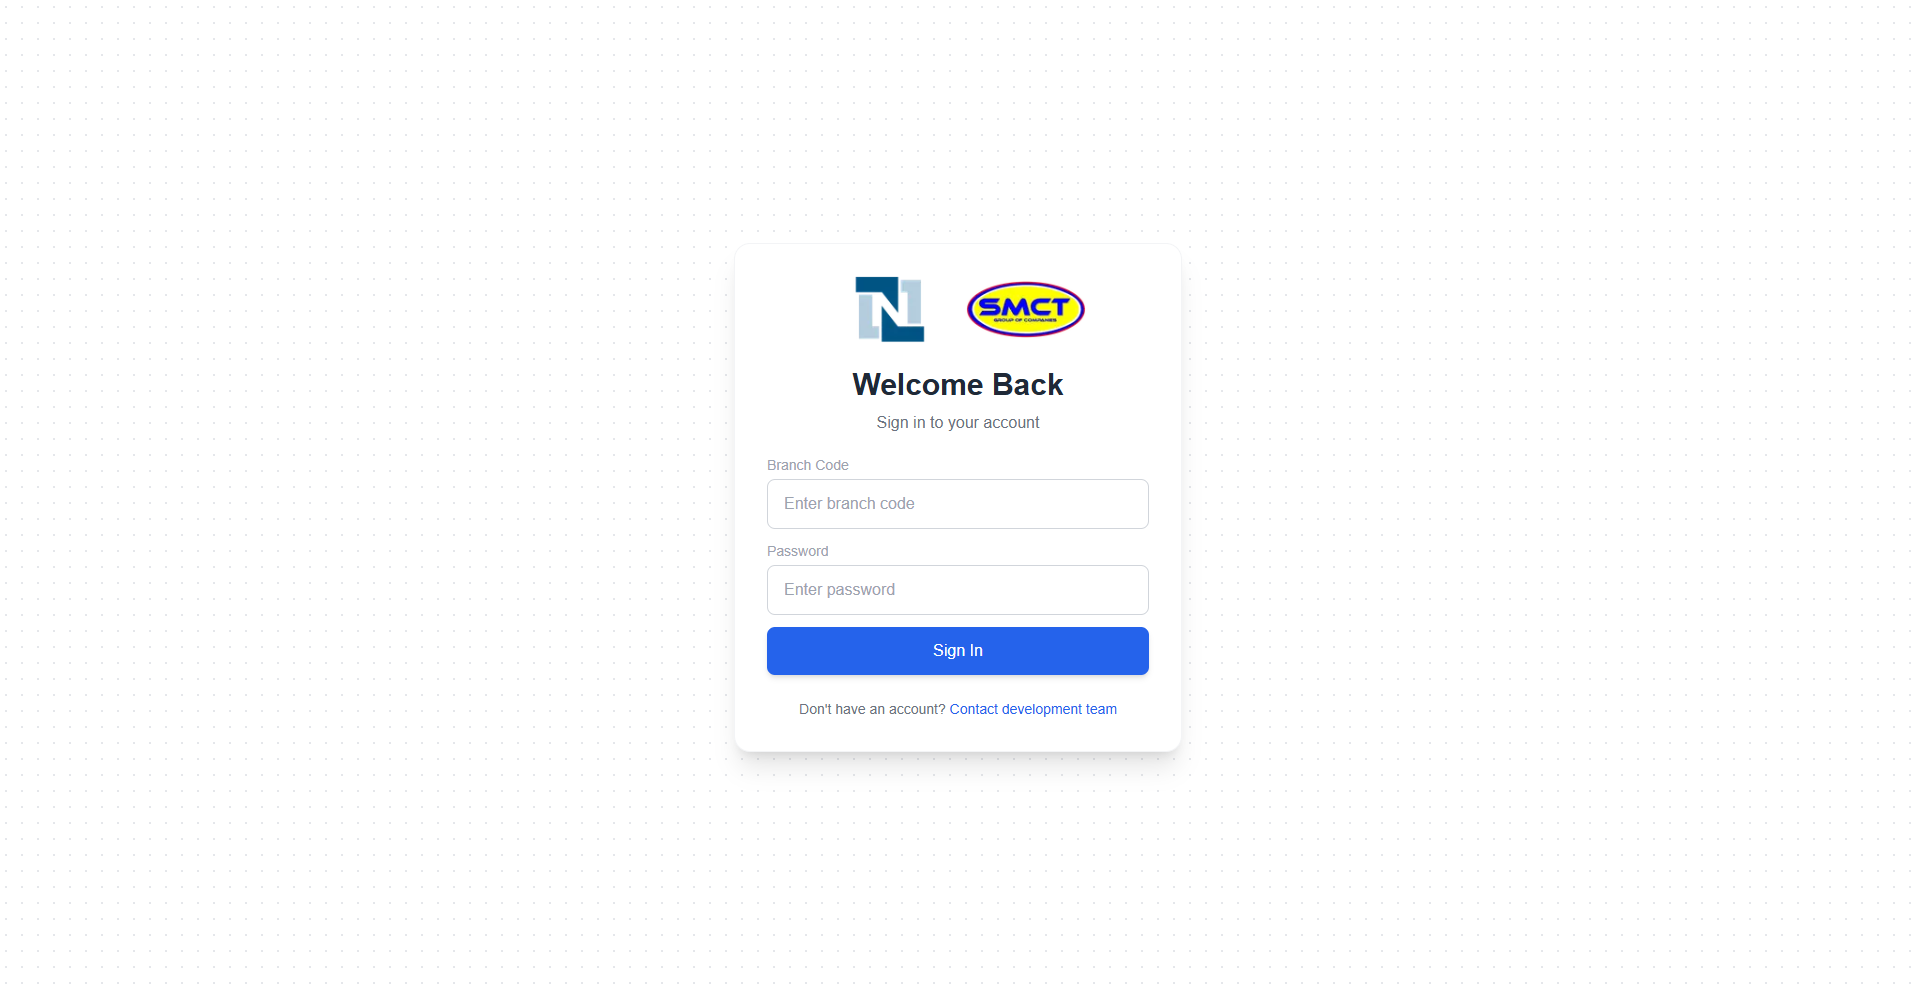 N
SMCT
GROUP OF COMPANIES
Welcome Back
Sign in to your account
Branch Code
Enter branch code
Password
Enter password
Sign In
Don't have an account? Contact development team